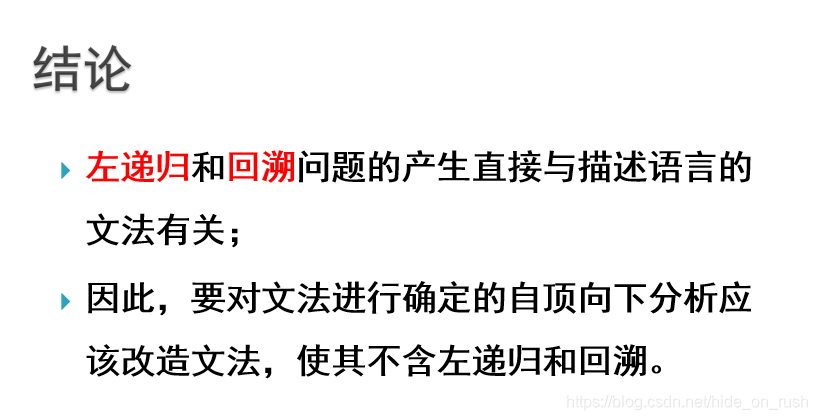 结论
左递归和回溯问题的产生直接与描述语言的
文法有关；
因此，要对文法进行确定的自顶向下分析应
该改造文法，使其不含左递归和回溯。
https://blog.csdn.net/hide_on_rush